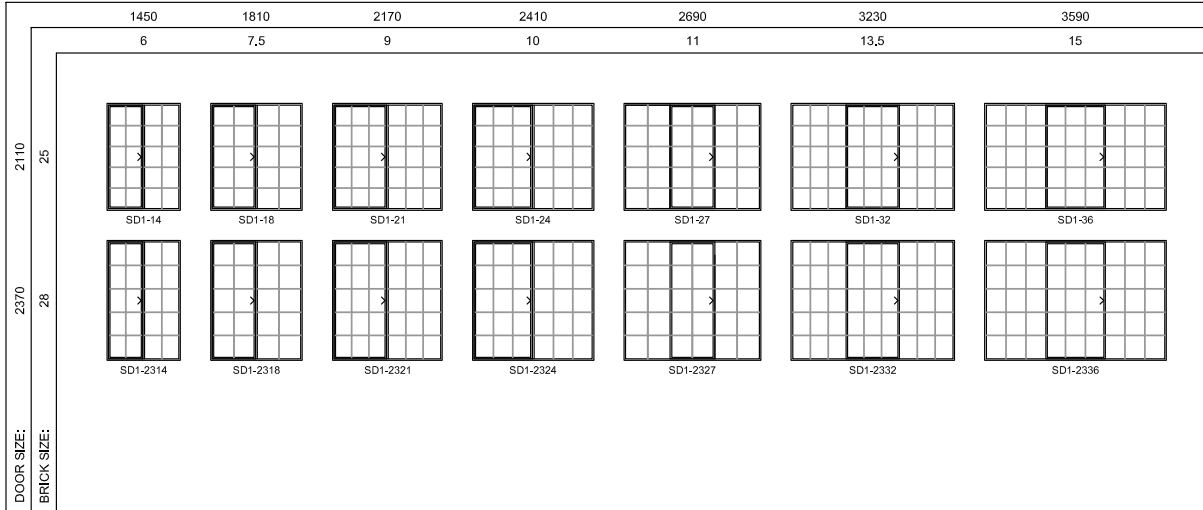 1450 1810 2170 2410 2690 3230 3590
6 7.5 9 10 11 13.5 15
2110
25
SD1-14 SD1-18 SD1-21 SD1-24 SD1-27 SD1-32 SD1-36
2370
28
SD1-2314 SD1-2318 SD1-2321 SD1-2324 SD1-2327 SD1-2332 SD1-2336
DOOR SIZE:
BRICK SIZE: